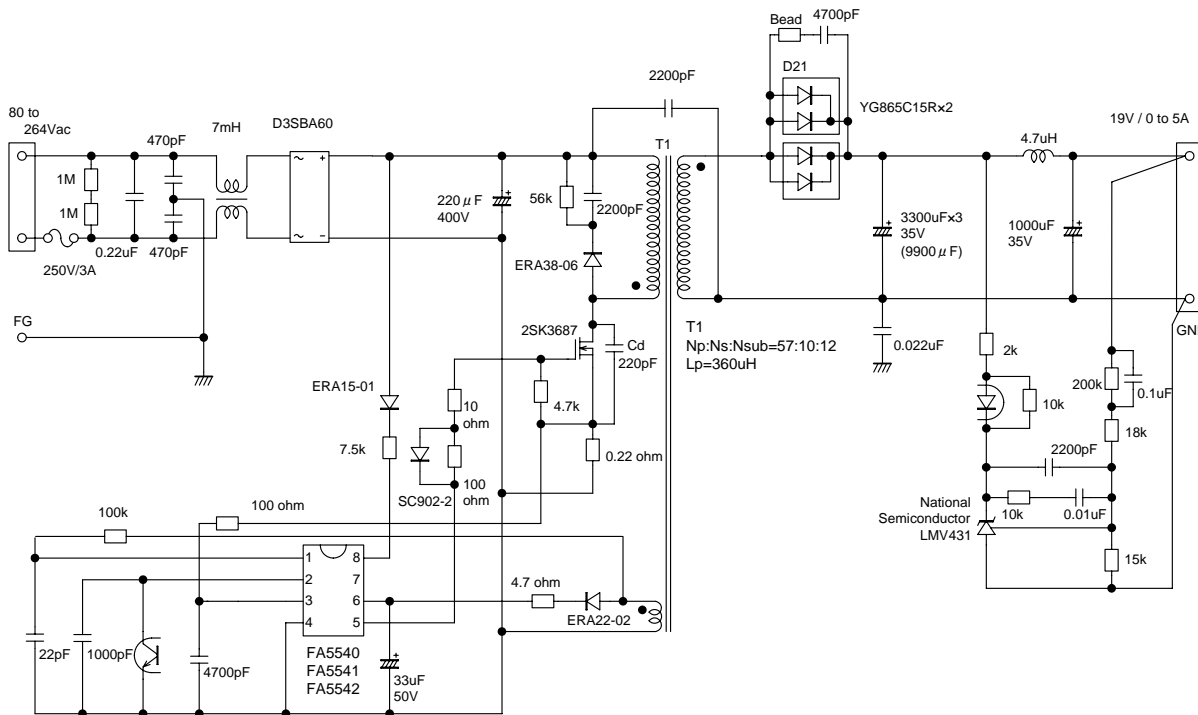 Bead
4700pF
D21
2200pF
YG865C15R×2
80 to
264Vac
7mH
D3SBA60
470pF
T1
4.7uH
19V / 0 to 5A
1M
1M
56k
2200pF
220μF
400V
3300uF×3
35V
(9900μF)
1000uF
35V
0.22uF
470pF
250V/3A
ERA38-06
FG
2SK3687
Cd
220pF
T1
Np:Ns:Nsub=57:10:12
Lp=360uH
0.022uF
GND
2k
200k
0.1uF
10k
ERA15-01
10
ohm
4.7k
18k
7.5k
0.22 ohm
2200pF
100
ohm
SC902-2
National
Semiconductor
LMV431
10k
0.01uF
100 ohm
100k
15k
1
2
3
4
8
7
6
5
4.7 ohm
ERA22-02
22pF
1000pF
4700pF
FA5540
FA5541
FA5542
33uF
50V